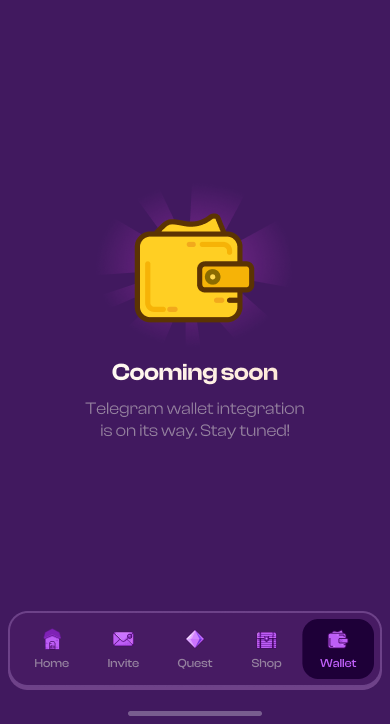 Cooming soon
Telegram wallet integration
is on its way. Stay tuned!
Home Invite Quest Shop Wallet